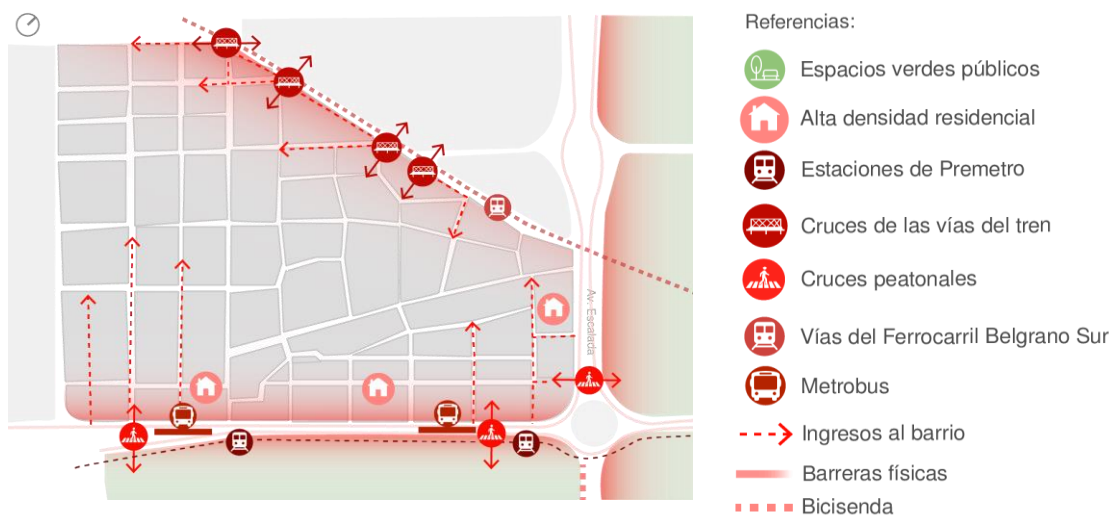 Av. Escalada
Referencias:
Espacios verdes públicos
Alta densidad residencial
Estaciones de Premetro
Cruces de las vías del tren
Cruces peatonales
Vías del Ferrocarril Belgrano Sur
Metrobus
Ingresos al barrio
Barreras físicas
Bicisenda